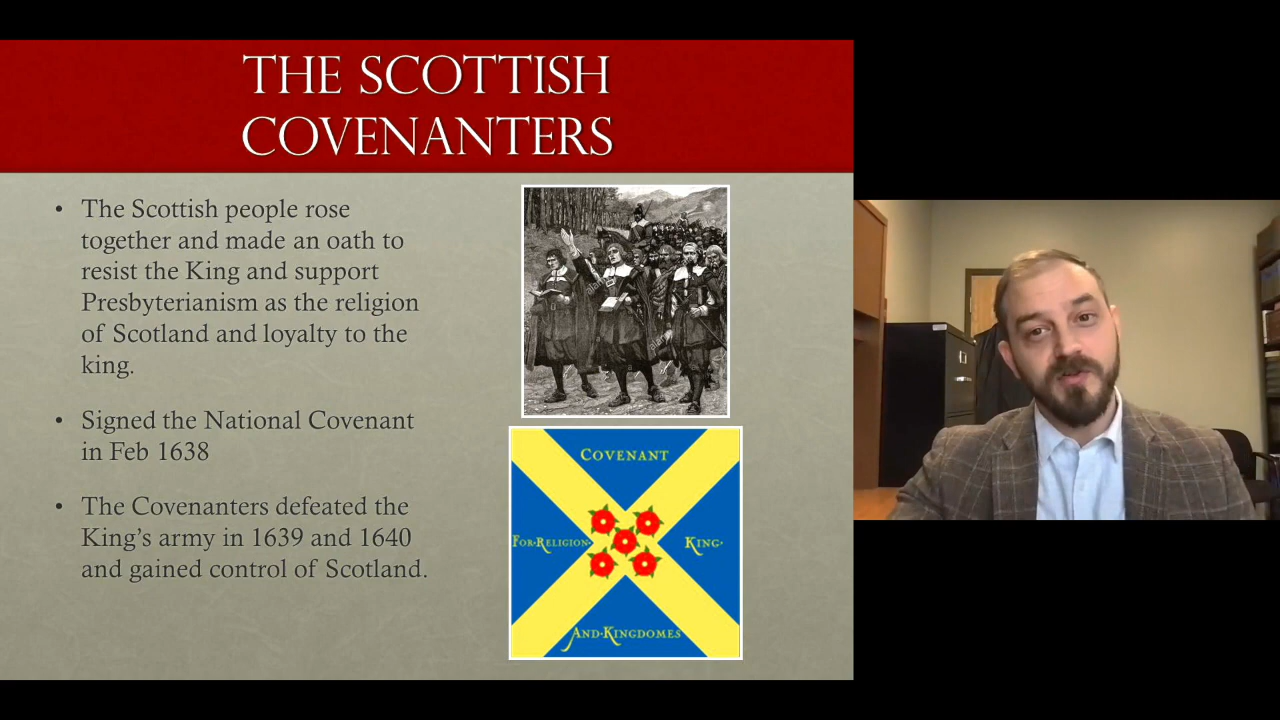 THE SCOTTISH
COVENANTERS
• The Scottish people rose
together and made an oath to
resist the King and support
Presbyterianism as the religion
of Scotland and loyalty to the
king.
• Signed the National Covenant
in Feb 1638
• The Covenanters defeated the
King's army in 1639 and 1640
and gained control of Scotland.
COVENANT
FOR·RELIGION·
KING·
AND·KINGDOMES